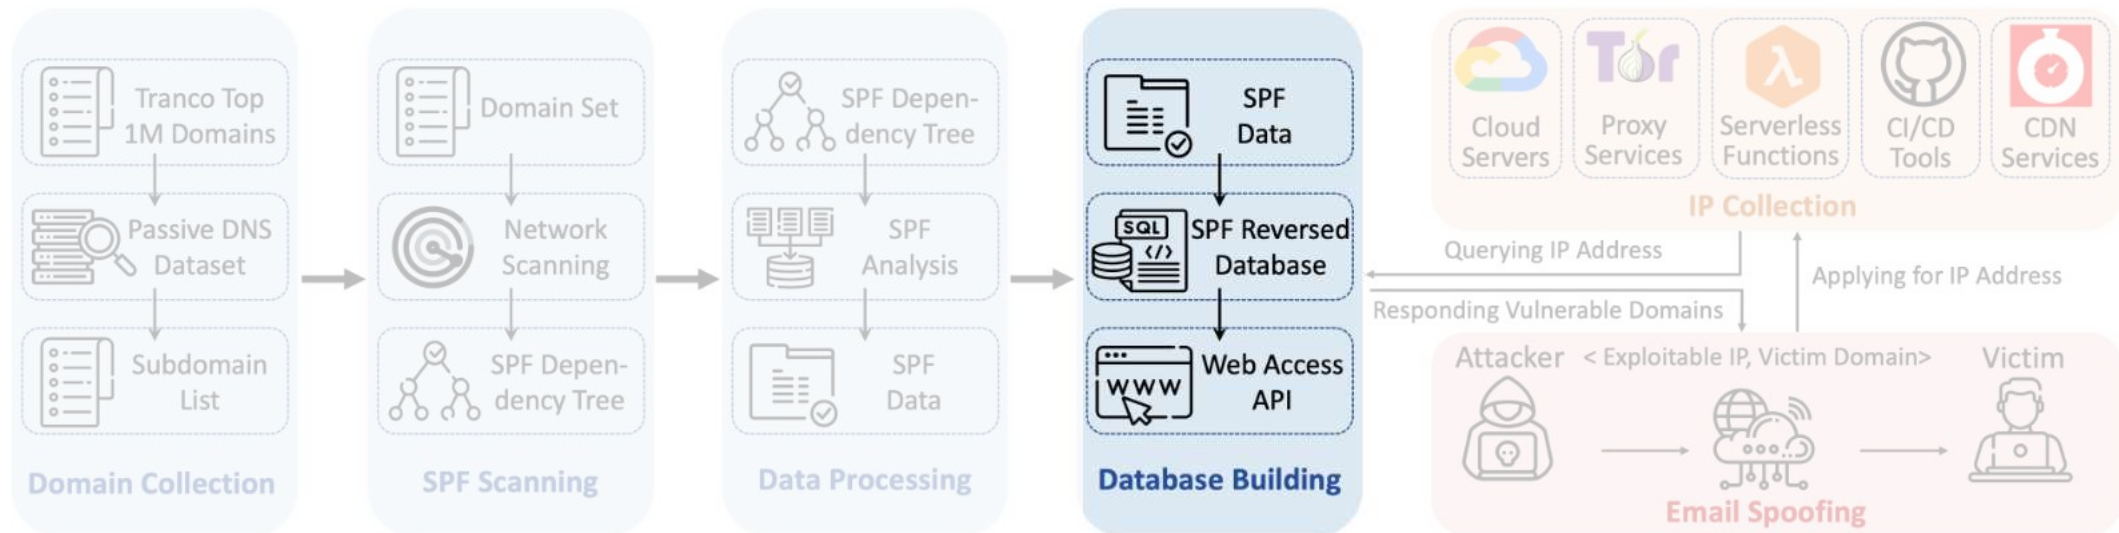 Tranco Top
1M Domains
Passive DNS
Dataset
Subdomain
List
Domain Collection
Domain Set
Network
Scanning
SPF Depen-
dency Tree
SPF Scanning
SPF Depen-
dency Tree
SPF
Analysis
SPF
Data
Data Processing
SPF
Data
SQL
</>
SPF Reversed
Database
WWW
Web Access
API
Database Building
Cloud
Servers
Tor
Proxy
Services
λ
Serverless
Functions
CI/CD
Tools
CDN
Services
IP Collection
Querying IP Address
Applying for IP Address
Responding Vulnerable Domains
Attacker
< Exploitable IP, Victim Domain>
Victim
Email Spoofing